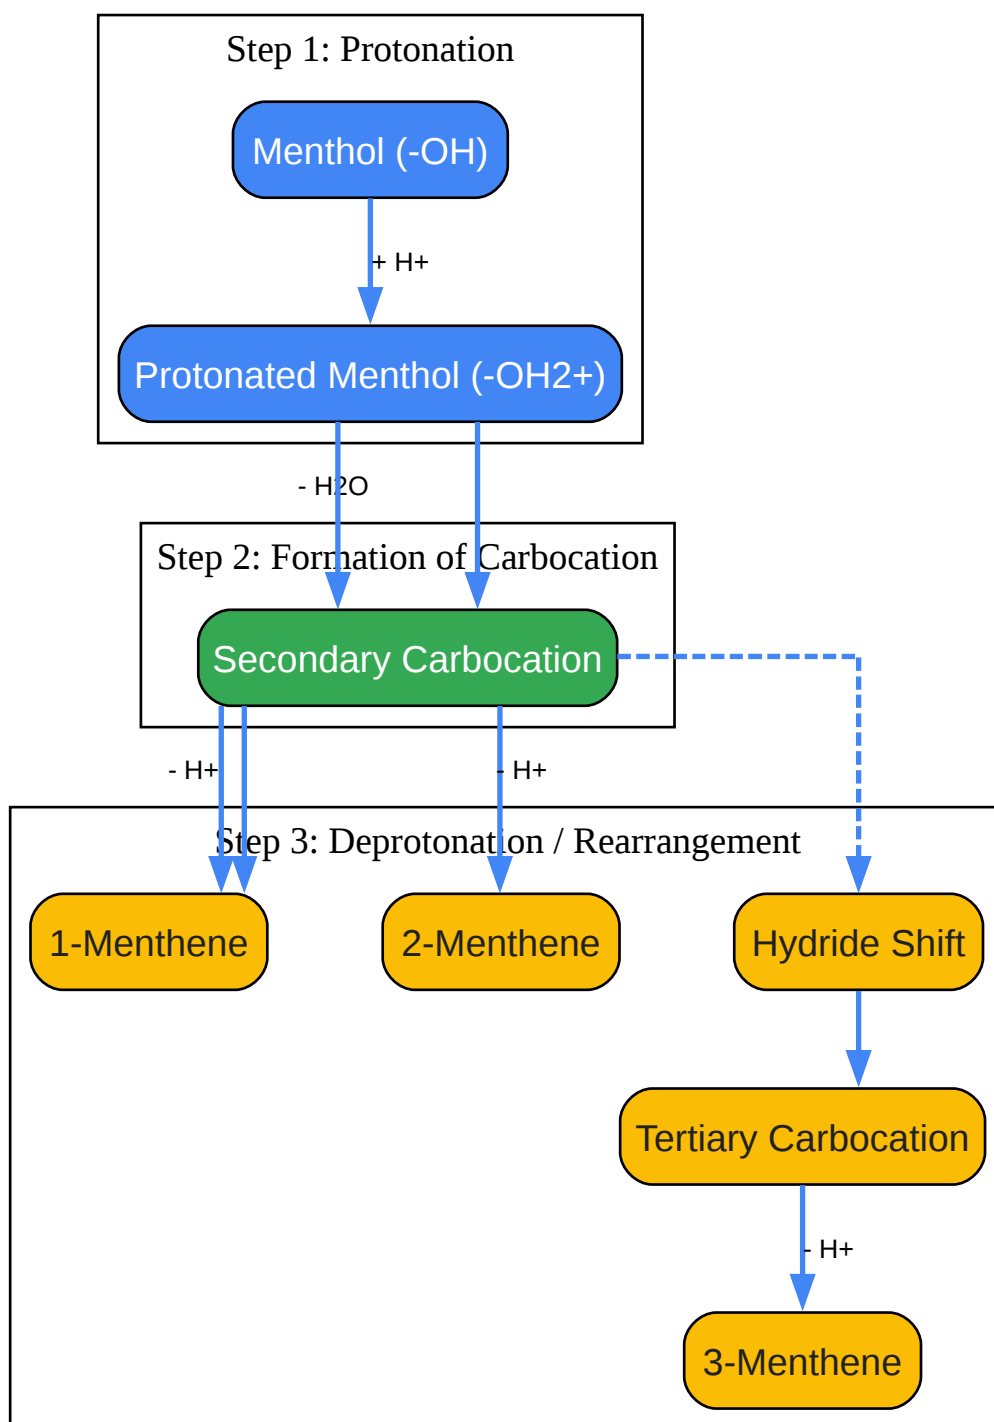 Step 1: Protonation
Menthol (-OH)
+ H+
Protonated Menthol (-OH2+)
- H2O
Step 2: Formation of Carbocation
Secondary Carbocation
- H+
- H+
Step 3: Deprotonation / Rearrangement
1-Menthene
2-Menthene
Hydride Shift
Tertiary Carbocation
- H+
3-Menthene